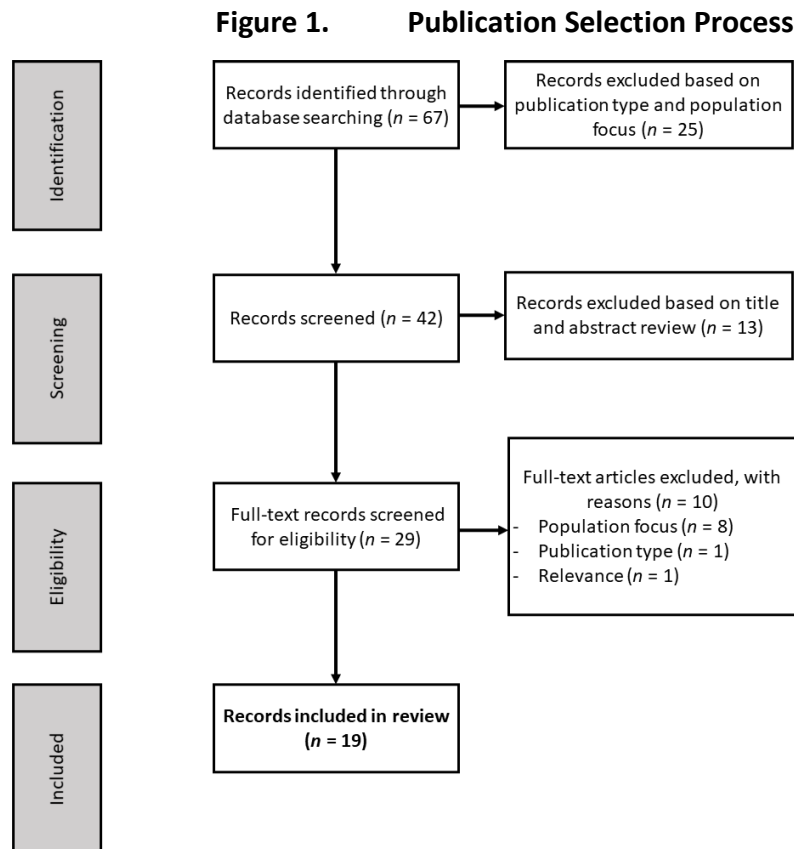 Figure 1. Publication Selection Process
Identification
Records identified through
database searching (n = 67)
Records excluded based on
publication type and population
focus (n = 25)
Screening
Records screened (n = 42)
Records excluded based on title
and abstract review (n = 13)
Eligibility
Full-text records screened
for eligibility (n = 29)
Full-text articles excluded, with
reasons (n = 10)
- Population focus (n = 8)
- Publication type (n = 1)
- Relevance (n = 1)
Included
Records included in review
(n = 19)